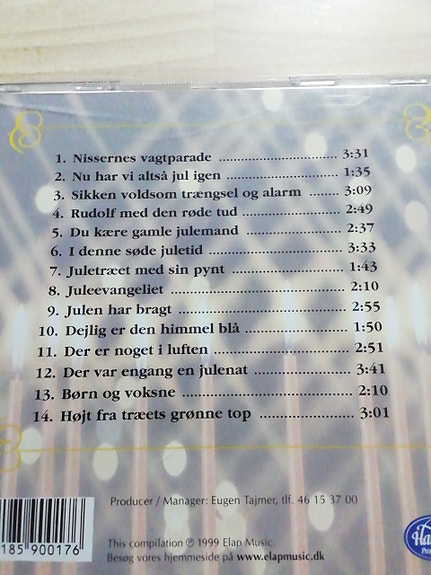 1. Nissernes vagtparade .............................. 3:31
2. Nu har vi altså jul igen .............................. 1:35
3. Sikken voldsom trængsel og alarm ........ 3:09
4. Rudolf med den røde tud ......................... 2:49
5. Du kære gamle julemand ........................ 2:37
6. I denne søde juletid ................................. 3:33
7. Juletræet med sin pynt ............................ 1:43
8. Juleevangeliet .......................................... 2:10
9. Julen har bragt ......................................... 2:55
10. Dejlig er den himmel blå ......................... 1:50
11. Der er noget i luften ................................ 2:51
12. Der var engang en julenat ....................... 3:41
13. Børn og voksne ........................................ 2:10
14. Højt fra træets grønne top ...................... 3:01
Producer / Manager: Eugen Tajmer, tlf. 46 15 37 00
This compilation ℗ 1999 Elap Music.
Besøg vores hjemmeside på www.elapmusic.dk
185 900176